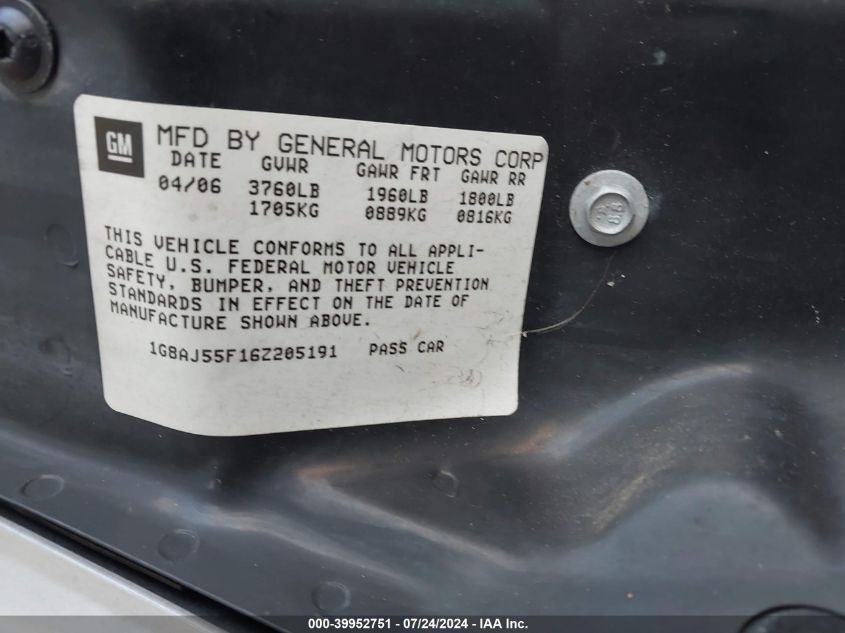 GM
MFD BY GENERAL MOTORS CORP
DATE GVWR GAWR FRT GAWR RR
04/06 3760LB 1960LB 1800LB
1705KG 0889KG 0816KG
THIS VEHICLE CONFORMS TO ALL APPLI-
CABLE U.S. FEDERAL MOTOR VEHICLE
SAFETY, BUMPER, AND THEFT PREVENTION
STANDARDS IN EFFECT ON THE DATE OF
MANUFACTURE SHOWN ABOVE.
1G8AJ55F16Z205191 PASS CAR
000-39952751 / 07/24/2024 - IAA Inc.